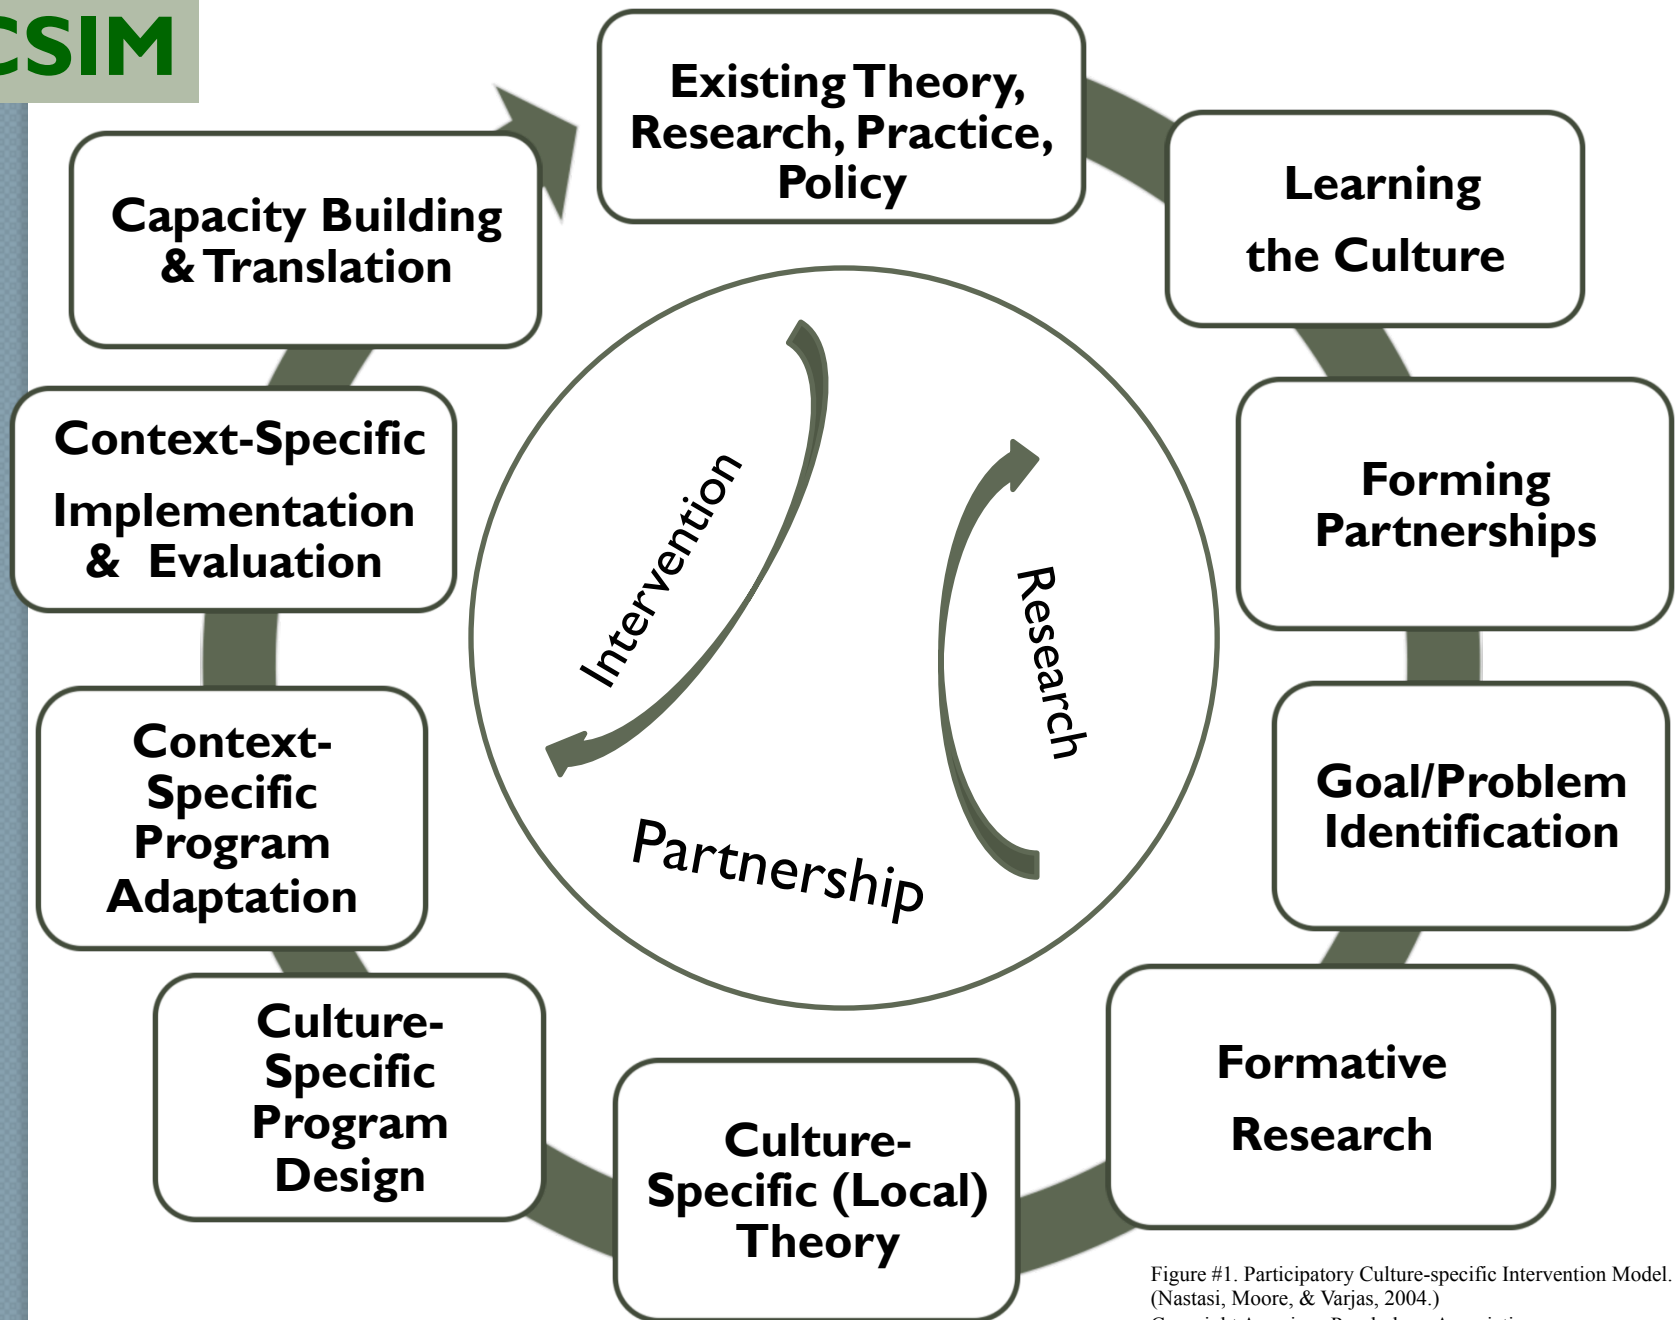 CSIM
Existing Theory,
Research, Practice,
Policy
Learning
the Culture
Forming
Partnerships
Goal/Problem
Identification
Formative
Research
Culture-
Specific (Local)
Theory
Culture-
Specific
Program
Design
Context-
Specific
Program
Adaptation
Context-Specific
Implementation
& Evaluation
Capacity Building
& Translation
Intervention
Research
Partnership
Figure #1. Participatory Culture-specific Intervention Model.
(Nastasi, Moore, & Varjas, 2004.)